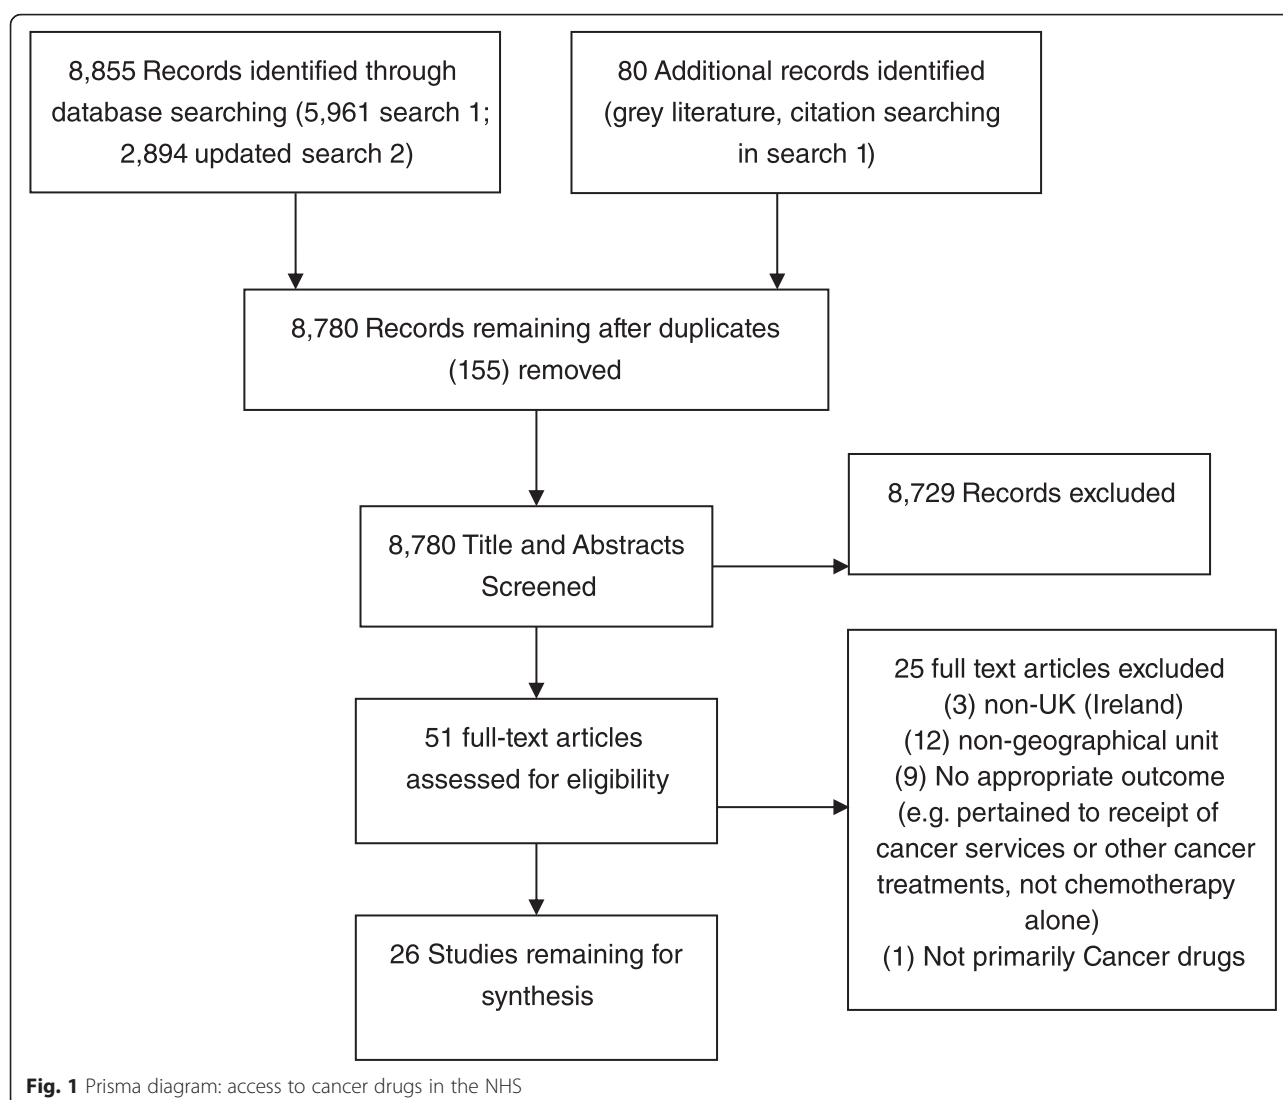 8,855 Records identified through
database searching (5,961 search 1;
2,894 updated search 2)
80 Additional records identified
(grey literature, citation searching
in search 1)
8,780 Records remaining after duplicates
(155) removed
8,780 Title and Abstracts
Screened
8,729 Records excluded
51 full-text articles
assessed for eligibility
25 full text articles excluded
(3) non-UK (Ireland)
(12) non-geographical unit
(9) No appropriate outcome
(e.g. pertained to receipt of
cancer services or other cancer
treatments, not chemotherapy
alone)
(1) Not primarily Cancer drugs
26 Studies remaining for
synthesis
Fig. 1 Prisma diagram: access to cancer drugs in the NHS